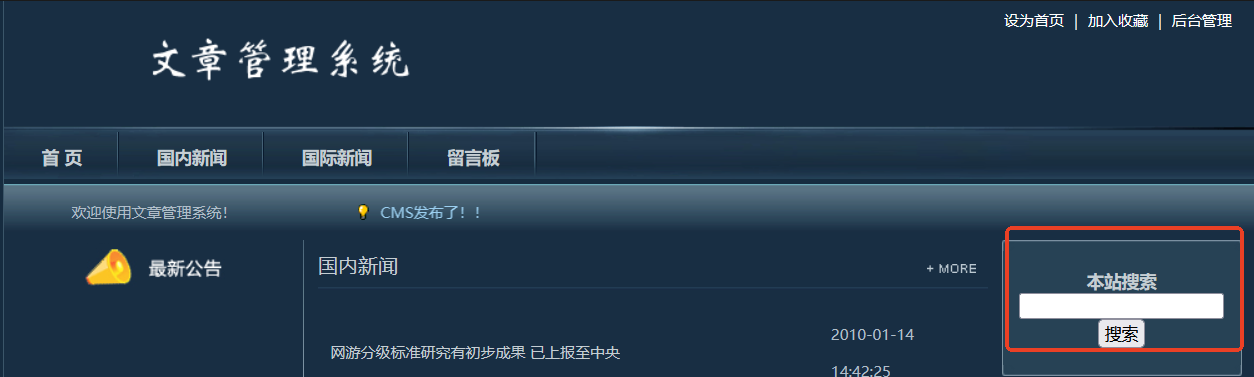 设为首页 | 加入收藏 | 后台管理
文章管理系统
首 页 国内新闻 国际新闻 留言板
欢迎使用文章管理系统! CMS发布了!!
最新公告
国内新闻 + MORE
网游分级标准研究有初步成果 已上报至中央
2010-01-14
14:42:25
本站搜索
搜索